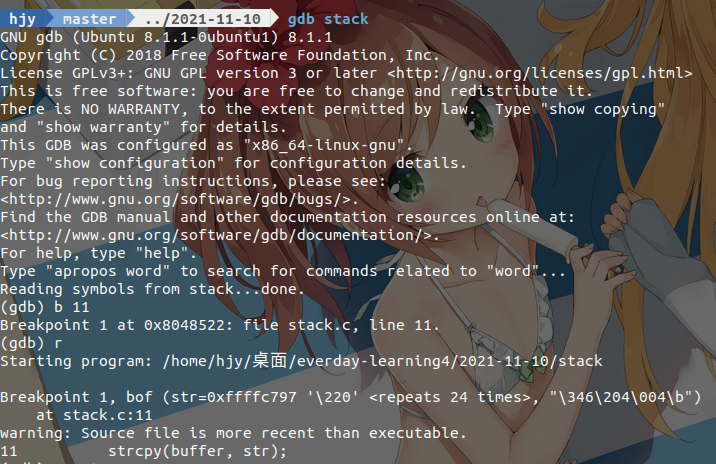 hjy master ../2021-11-10 gdb stack
GNU gdb (Ubuntu 8.1.1-0ubuntu1) 8.1.1
Copyright (C) 2018 Free Software Foundation, Inc.
License GPLv3+: GNU GPL version 3 or later <http://gnu.org/licenses/gpl.html>
This is free software: you are free to change and redistribute it.
There is NO WARRANTY, to the extent permitted by law.  Type "show copying"
and "show warranty" for details.
This GDB was configured as "x86_64-linux-gnu".
Type "show configuration" for configuration details.
For bug reporting instructions, please see:
<http://www.gnu.org/software/gdb/bugs/>.
Find the GDB manual and other documentation resources online at:
<http://www.gnu.org/software/gdb/documentation/>.
For help, type "help".
Type "apropos word" to search for commands related to "word"...
Reading symbols from stack...done.
(gdb) b 11
Breakpoint 1 at 0x8048522: file stack.c, line 11.
(gdb) r
Starting program: /home/hjy/桌面/everday-learning4/2021-11-10/stack
Breakpoint 1, bof (str=0xffffc797 '\220' <repeats 24 times>, "\346\204\004\b")
    at stack.c:11
warning: Source file is more recent than executable.
11          strcpy(buffer, str);